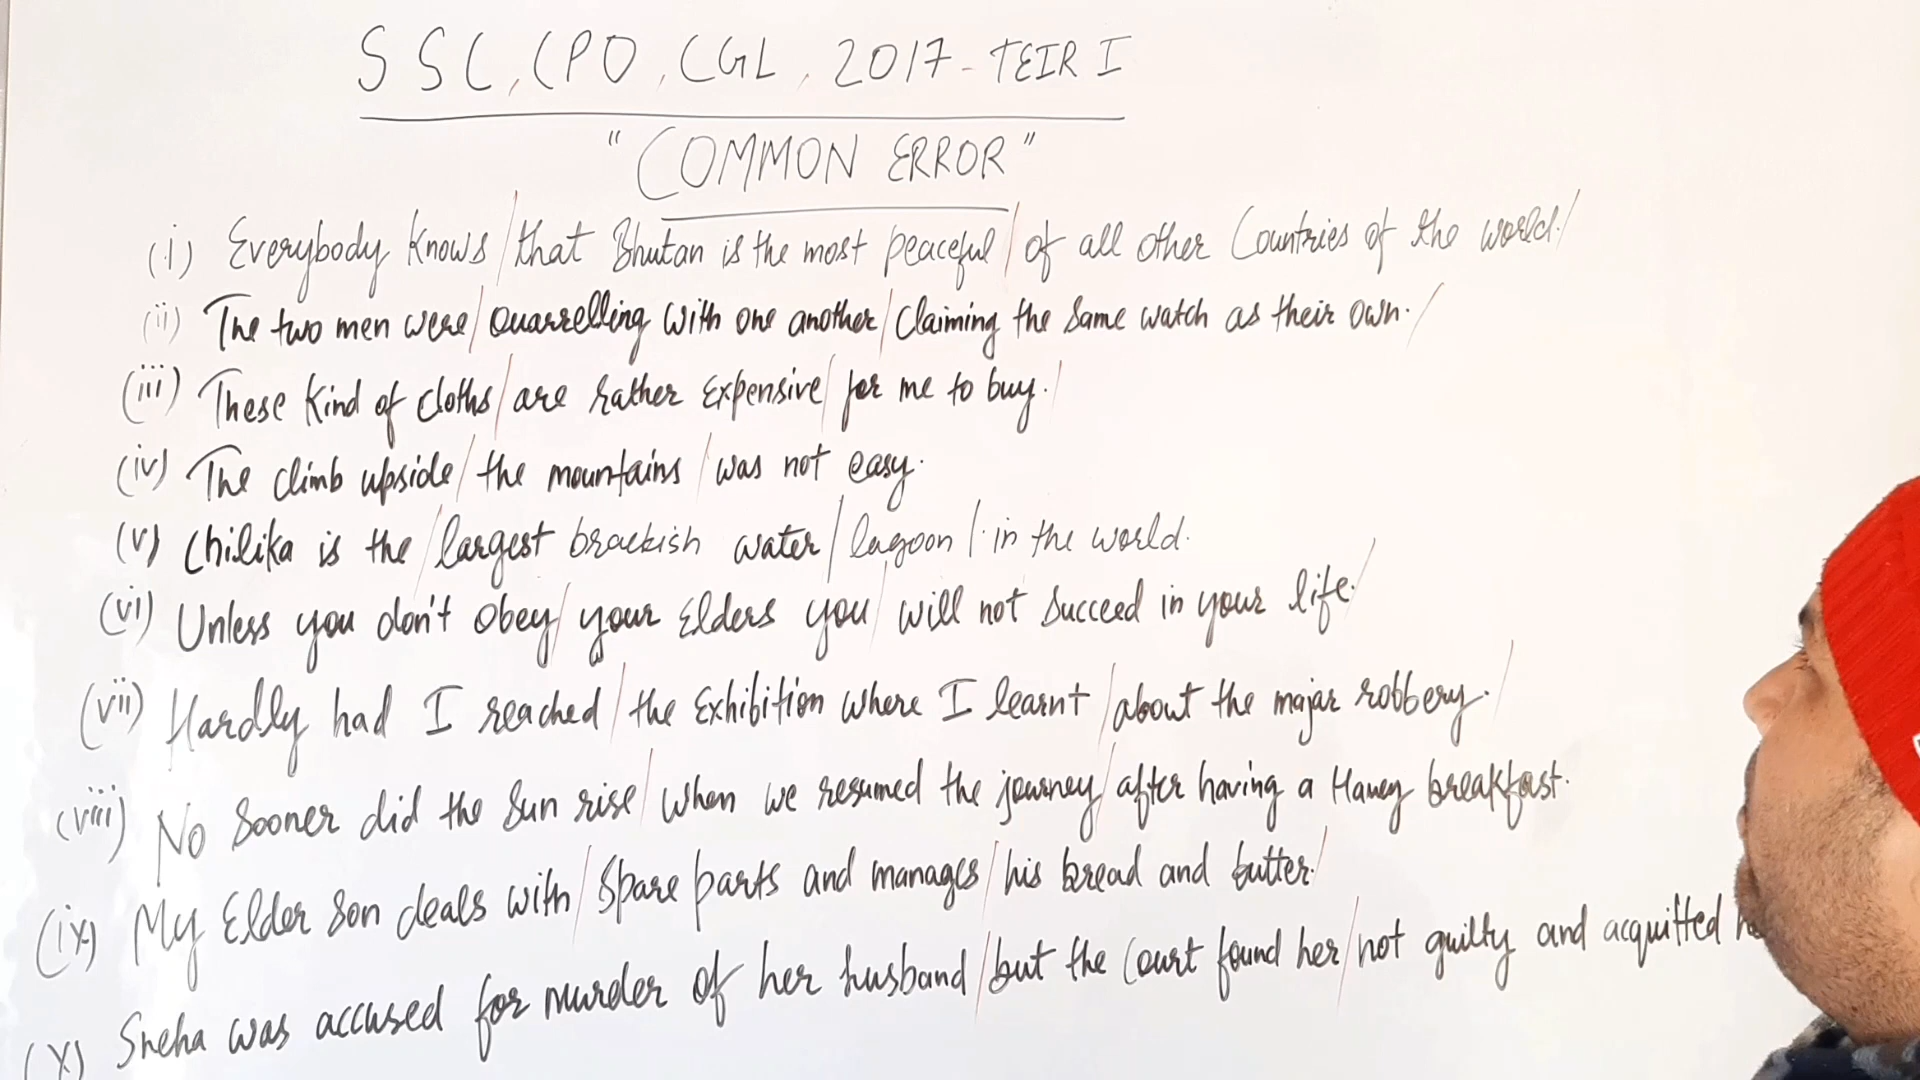 SSC, CPO, CGL, 2017 - TEIR I
"COMMON ERROR"
(i) Everybody knows / that Bhutan is the most peaceful / of all other Countries of the world. /
(ii) The two men were / quarrelling with one another / claiming the same watch as their own. /
(iii) These kind of cloths / are rather expensive / for me to buy. /
(iv) The climb upside / the mountains / was not easy.
(v) Chilika is the / largest brackish water / lagoon / in the world.
(vi) Unless you don't obey / your elders you / will not succeed in your life. /
(vii) Hardly had I reached / the exhibition where I learnt / about the major robbery. /
(viii) No sooner did the sun rise / when we resumed the journey / after having a breakfast.
(ix) My elder son deals with / spare parts and manages / his bread and butter. /
(x) Sneha was accused for murder of her husband / but the court found her / not guilty and acquitted